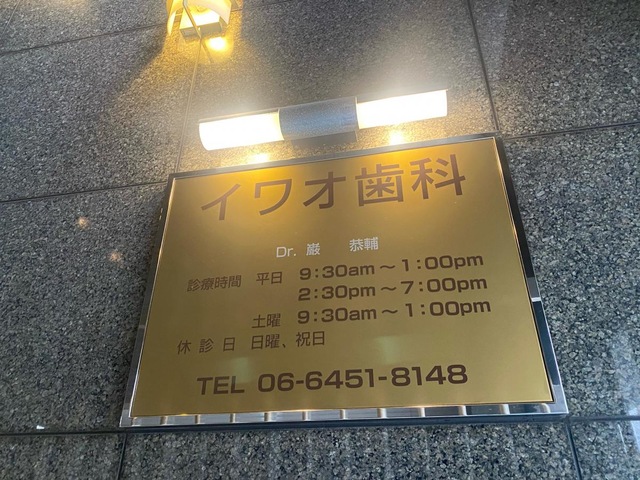 イワオ歯科
Dr. 巌 恭輔
診療時間 平日 9:30am～1:00pm
2:30pm～7:00pm
土曜 9:30am～1:00pm
休診日 日曜、祝日
TEL 06-6451-8148